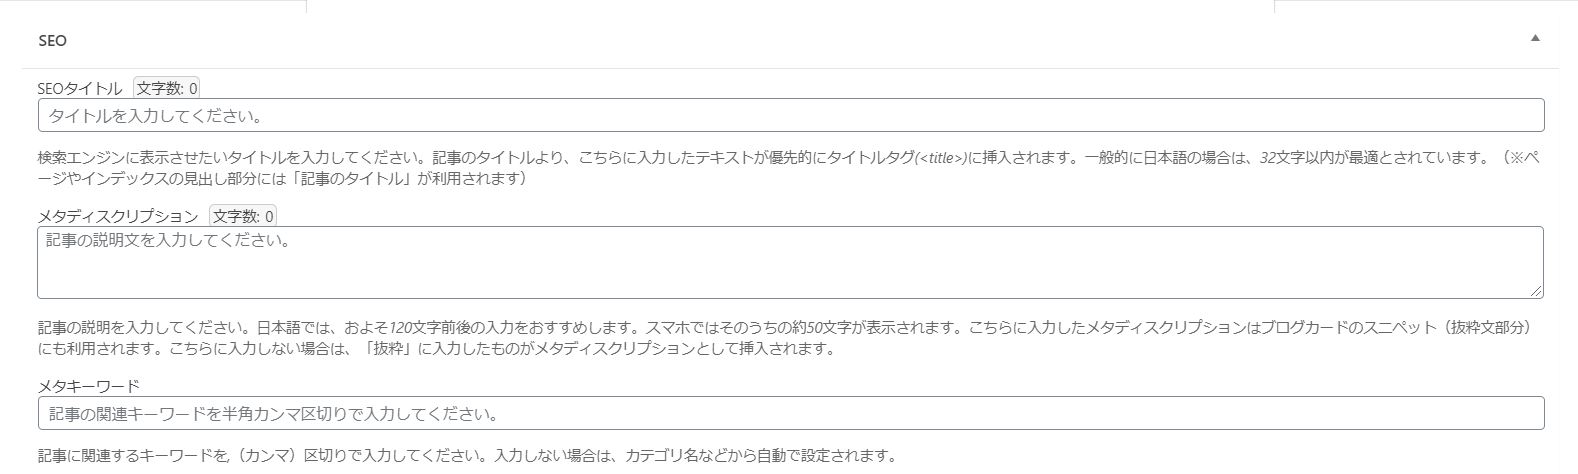 SEO
SEOタイトル 文字数: 0
タイトルを入力してください。
検索エンジンに表示させたいタイトルを入力してください。記事のタイトルより、こちらに入力したテキストが優先的にタイトルタグ(<title>)に挿入されます。一般的に日本語の場合は、32文字以内が最適とされています。（※ペ
ージやインデックスの見出し部分には「記事のタイトル」が利用されます）
メタディスクリプション 文字数: 0
記事の説明文を入力してください。
記事の説明を入力してください。日本語では、およそ120文字前後の入力をおすすめします。スマホではそのうちの約50文字が表示されます。こちらに入力したメタディスクリプションはブログカードのスニペット（抜粋文部分）
にも利用されます。こちらに入力しない場合は、「抜粋」に入力したものがメタディスクリプションとして挿入されます。
メタキーワード
記事の関連キーワードを半角カンマ区切りで入力してください。
記事に関連するキーワードを,（カンマ）区切りで入力してください。入力しない場合は、カテゴリ名などから自動で設定されます。